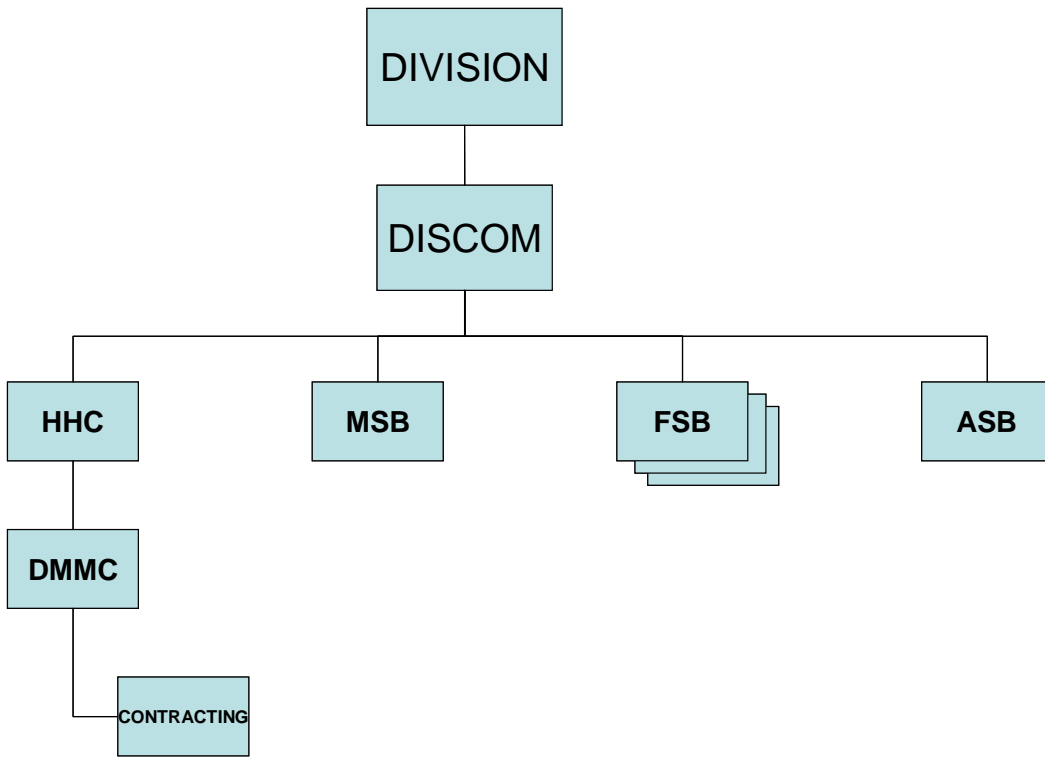 DIVISION
DISCOM
HHC
MSB
FSB
ASB
DMMC
CONTRACTING